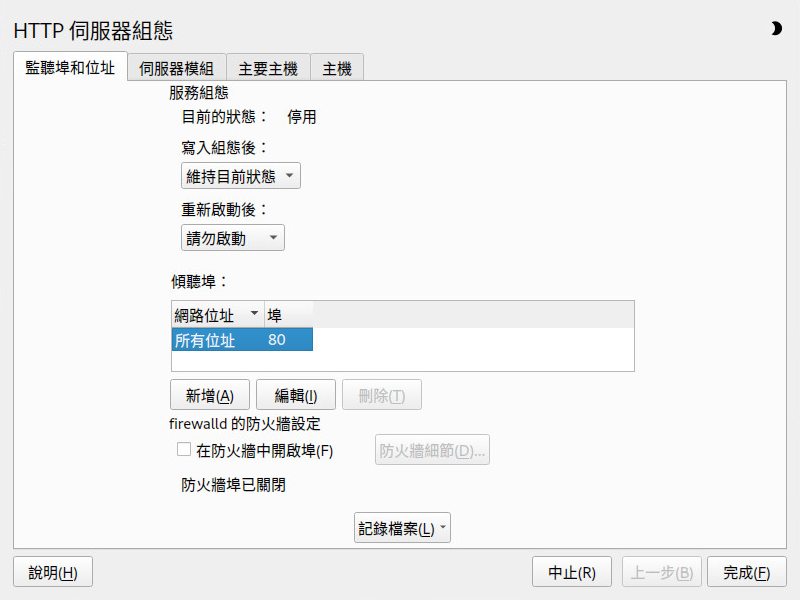 HTTP 伺服器組態
監聽埠和位址 伺服器模組 主要主機 主機
服務組態
目前的狀態： 停用
寫入組態後：
維持目前狀態
重新啟動後：
請勿啟動
傾聽埠：
網路位址 埠
所有位址 80
新增(A) 編輯(I) 刪除(T)
firewalld 的防火牆設定
在防火牆中開啟埠(F) 防火牆細節(D)...
防火牆埠已關閉
記錄檔案(L)
說明(H) 中止(R) 上一步(B) 完成(F)